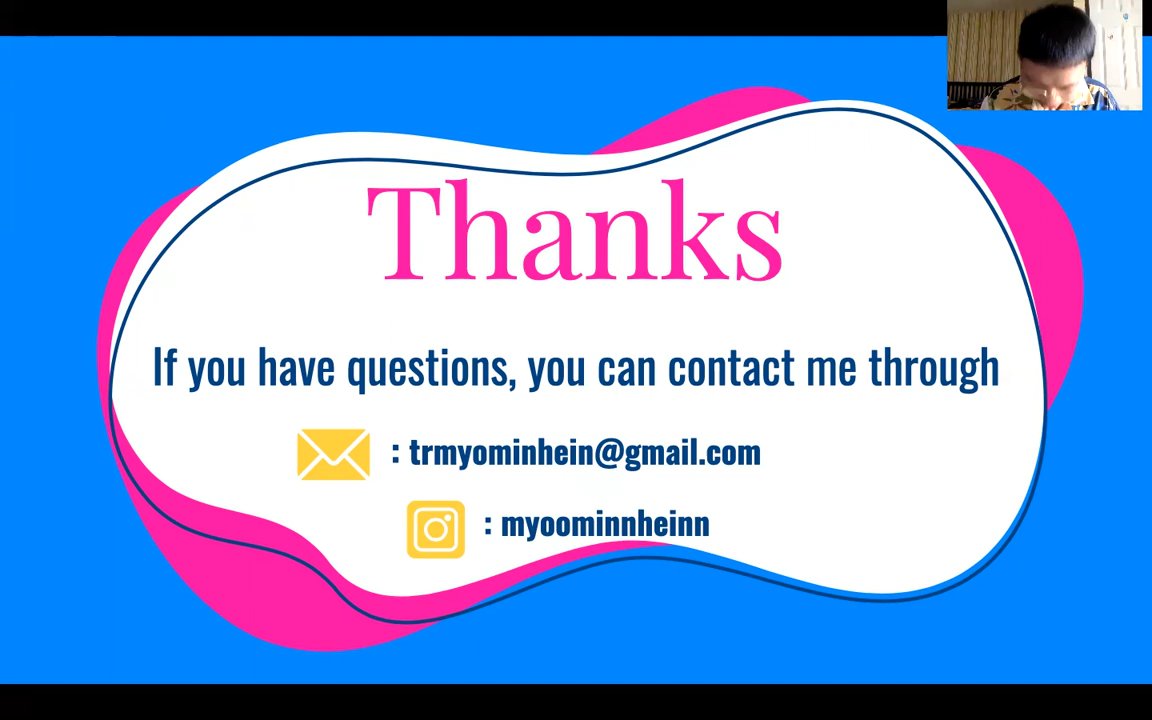 Thanks
If you have questions, you can contact me through
: trmyominhein@gmail.com
: myoominnheinn